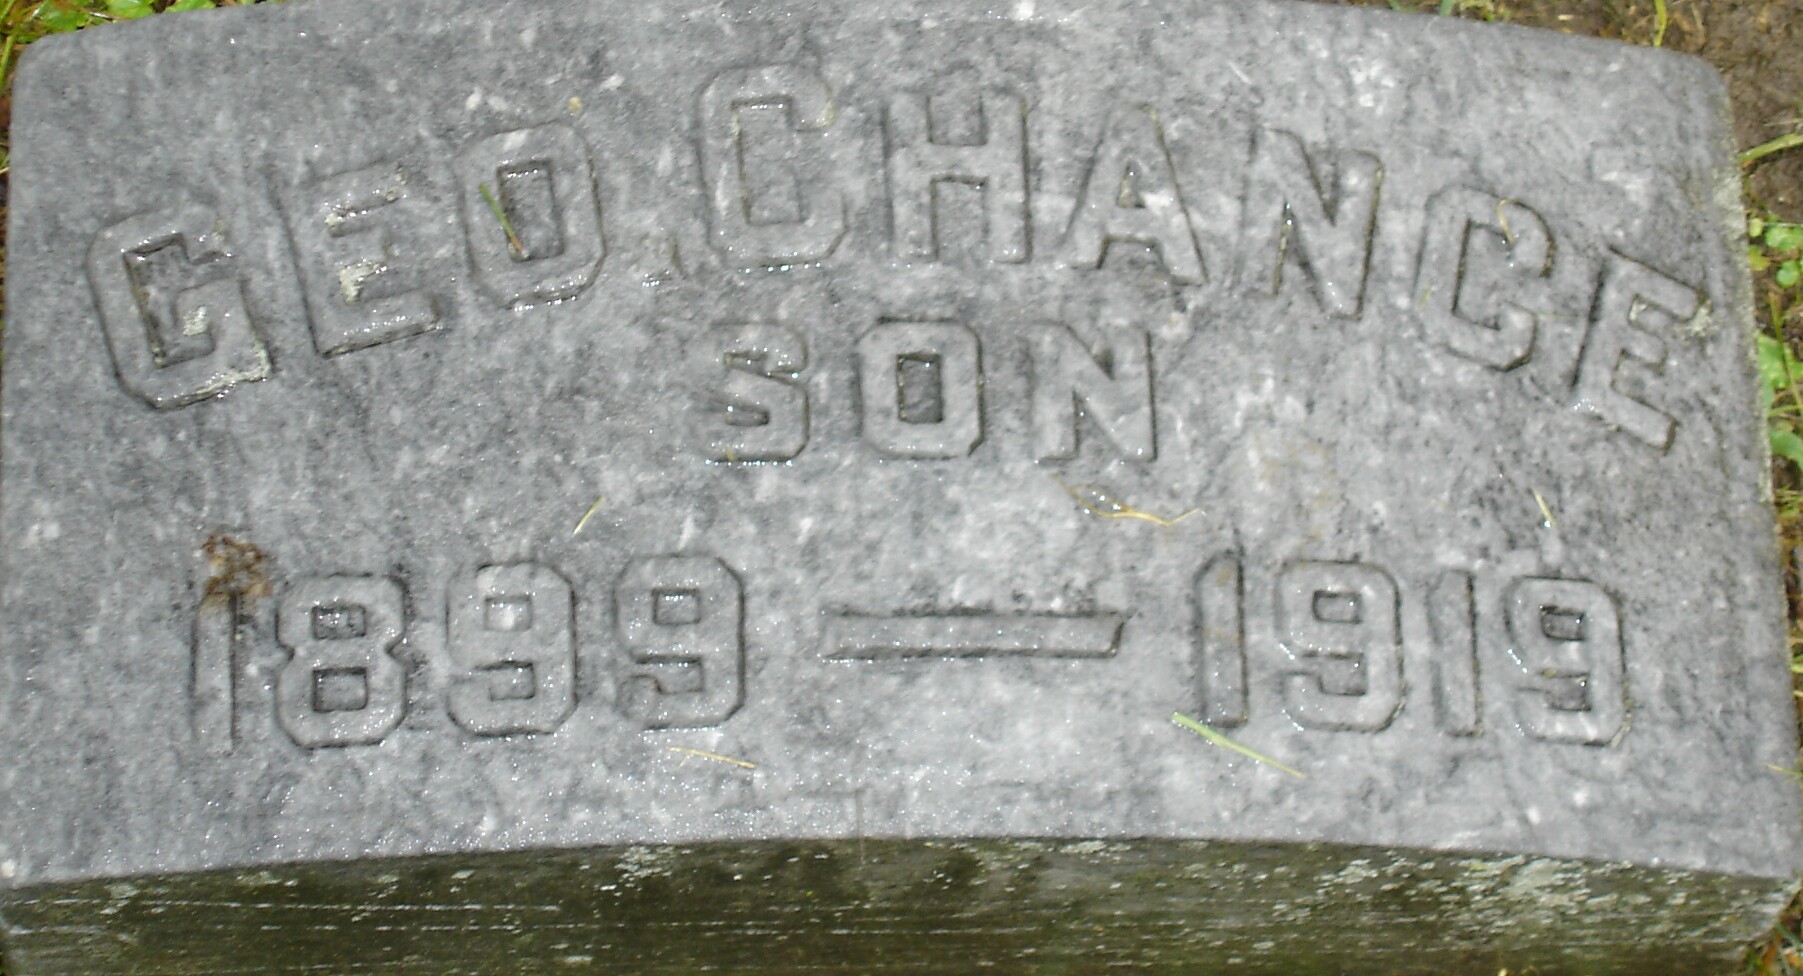 GEO. CHANCE
SON
1899 — 1919